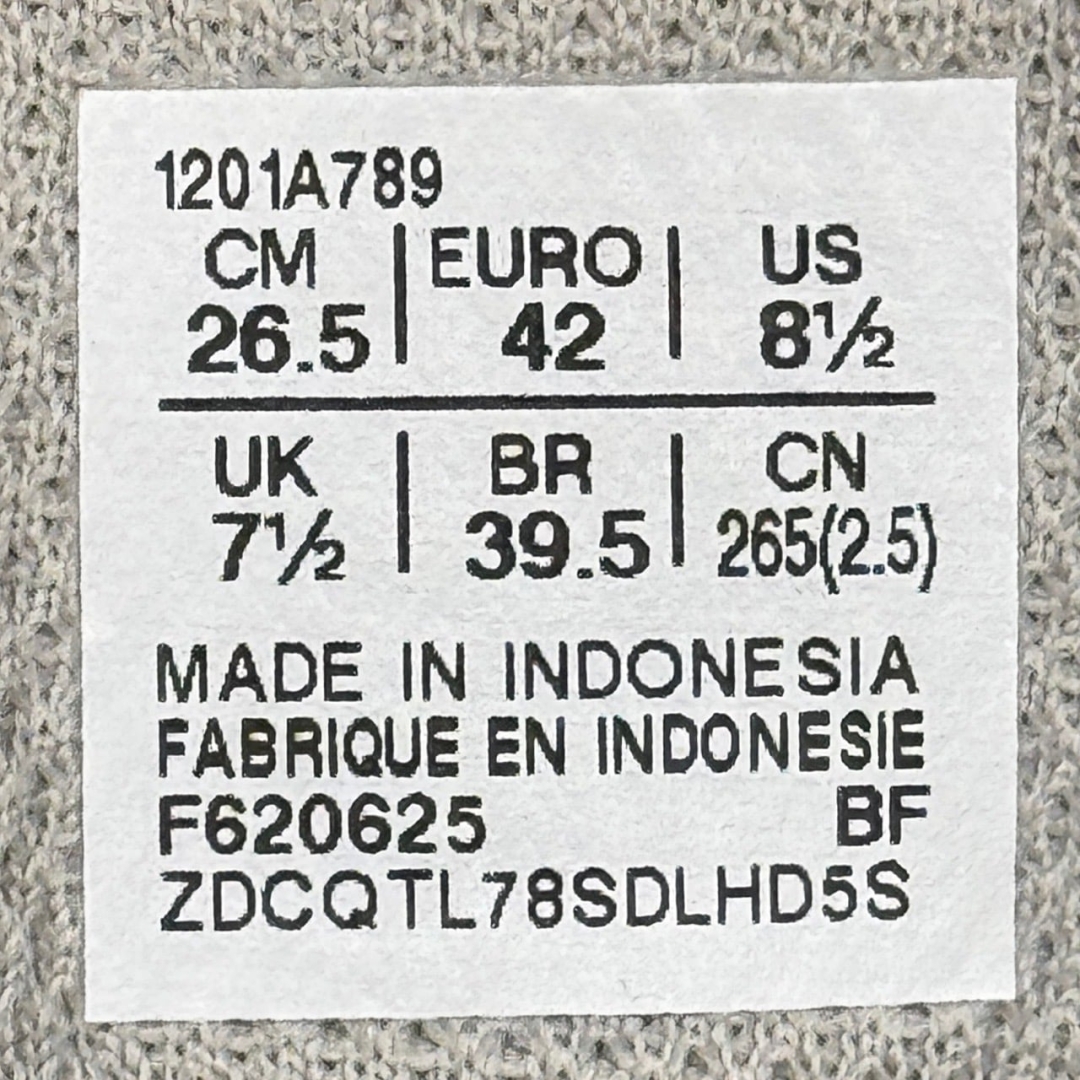 1201A789
CM | EURO | US
26.5 | 42 | 8½
UK | BR | CN
7½ | 39.5 | 265(2.5)
MADE IN INDONESIA
FABRIQUE EN INDONESIE
F620625 BF
ZDCQTL78SDLHD5S